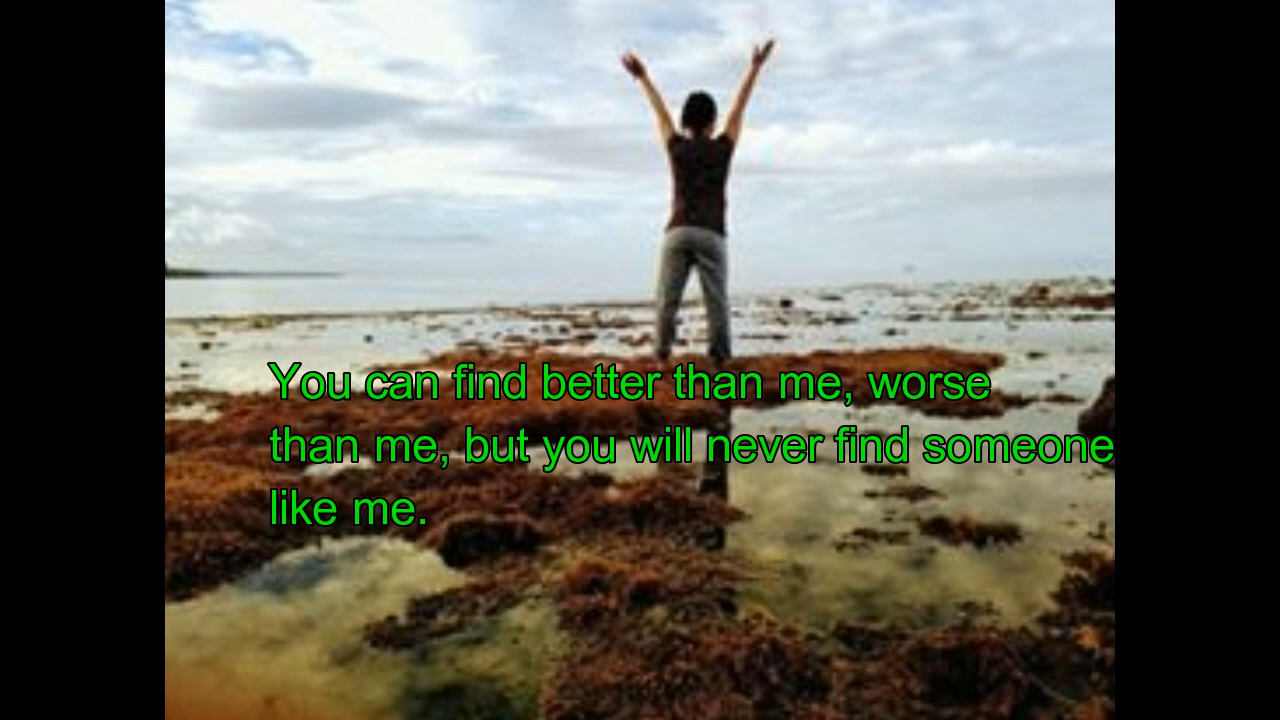 You can find better than me, worse
than me, but you will never find someone
like me.